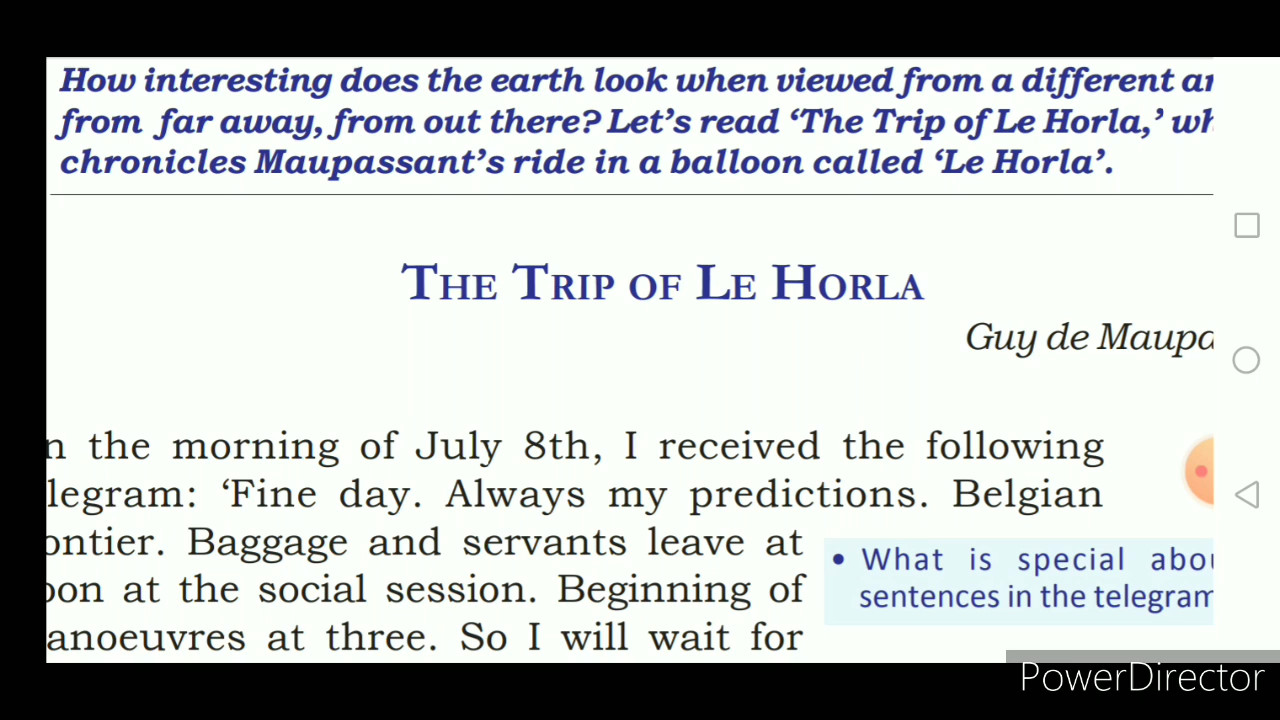 How interesting does the earth look when viewed from a different
from far away, from out there? Let's read 'The Trip of Le Horla,'
chronicles Maupassant's ride in a balloon called 'Le Horla'.
THE TRIP OF LE HORLA
Guy de Maupa
n the morning of July 8th, I received the following
legram: 'Fine day. Always my predictions. Belgian
ontier. Baggage and servants leave at
oon at the social session. Beginning of
anoeuvres at three. So I will wait for
• What is special abou
sentences in the telegram
PowerDirector